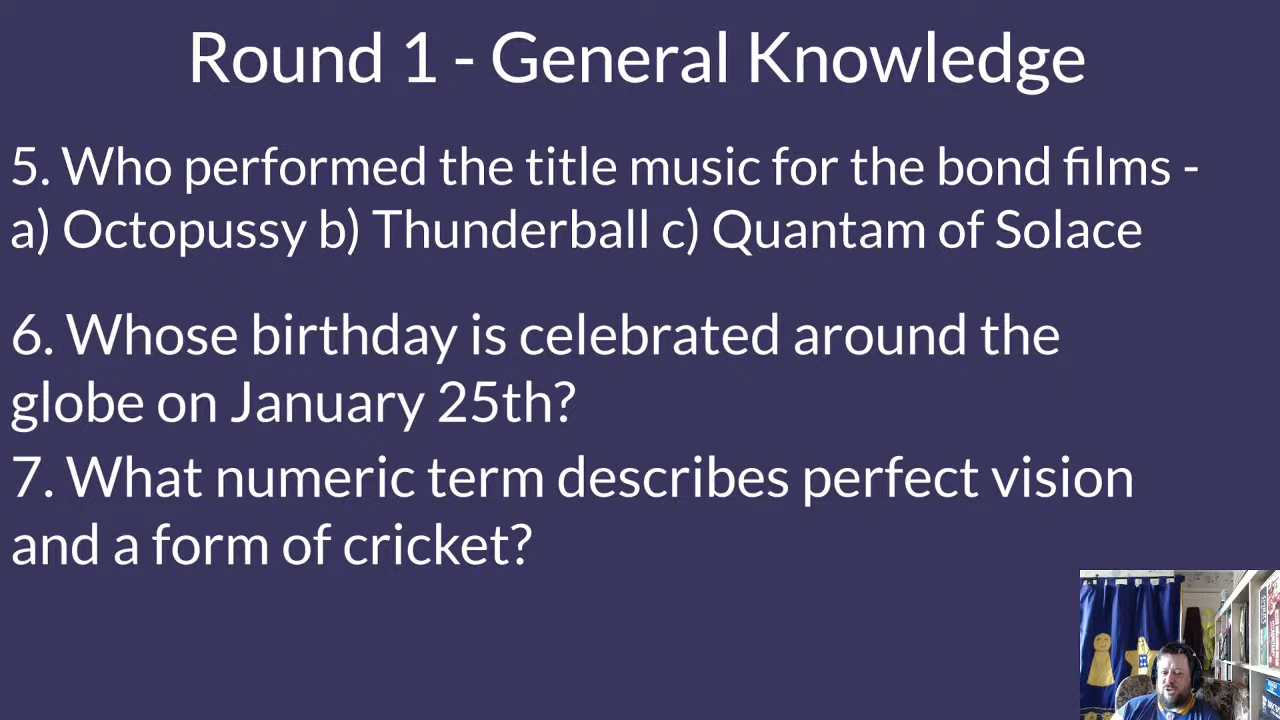 Round 1 - General Knowledge
5. Who performed the title music for the bond films -
a) Octopussy b) Thunderball c) Quantam of Solace
6. Whose birthday is celebrated around the
globe on January 25th?
7. What numeric term describes perfect vision
and a form of cricket?